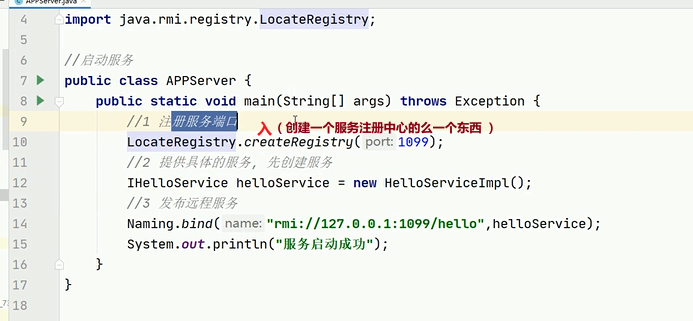 APPServer.java
4 import java.rmi.registry.LocateRegistry;
5
6 //启动服务
7 public class APPServer {
8 public static void main(String[] args) throws Exception {
9 //1 注册服务端口
入（创建一个服务注册中心的么一个东西 ）
10 LocateRegistry.createRegistry( port: 1099);
11 //2 提供具体的服务, 先创建服务
12 IHelloService helloService = new HelloServiceImpl();
13 //3 发布远程服务
14 Naming.bind( name: "rmi://127.0.0.1:1099/hello",helloService);
15 System.out.println("服务启动成功");
16 }
17 }
18